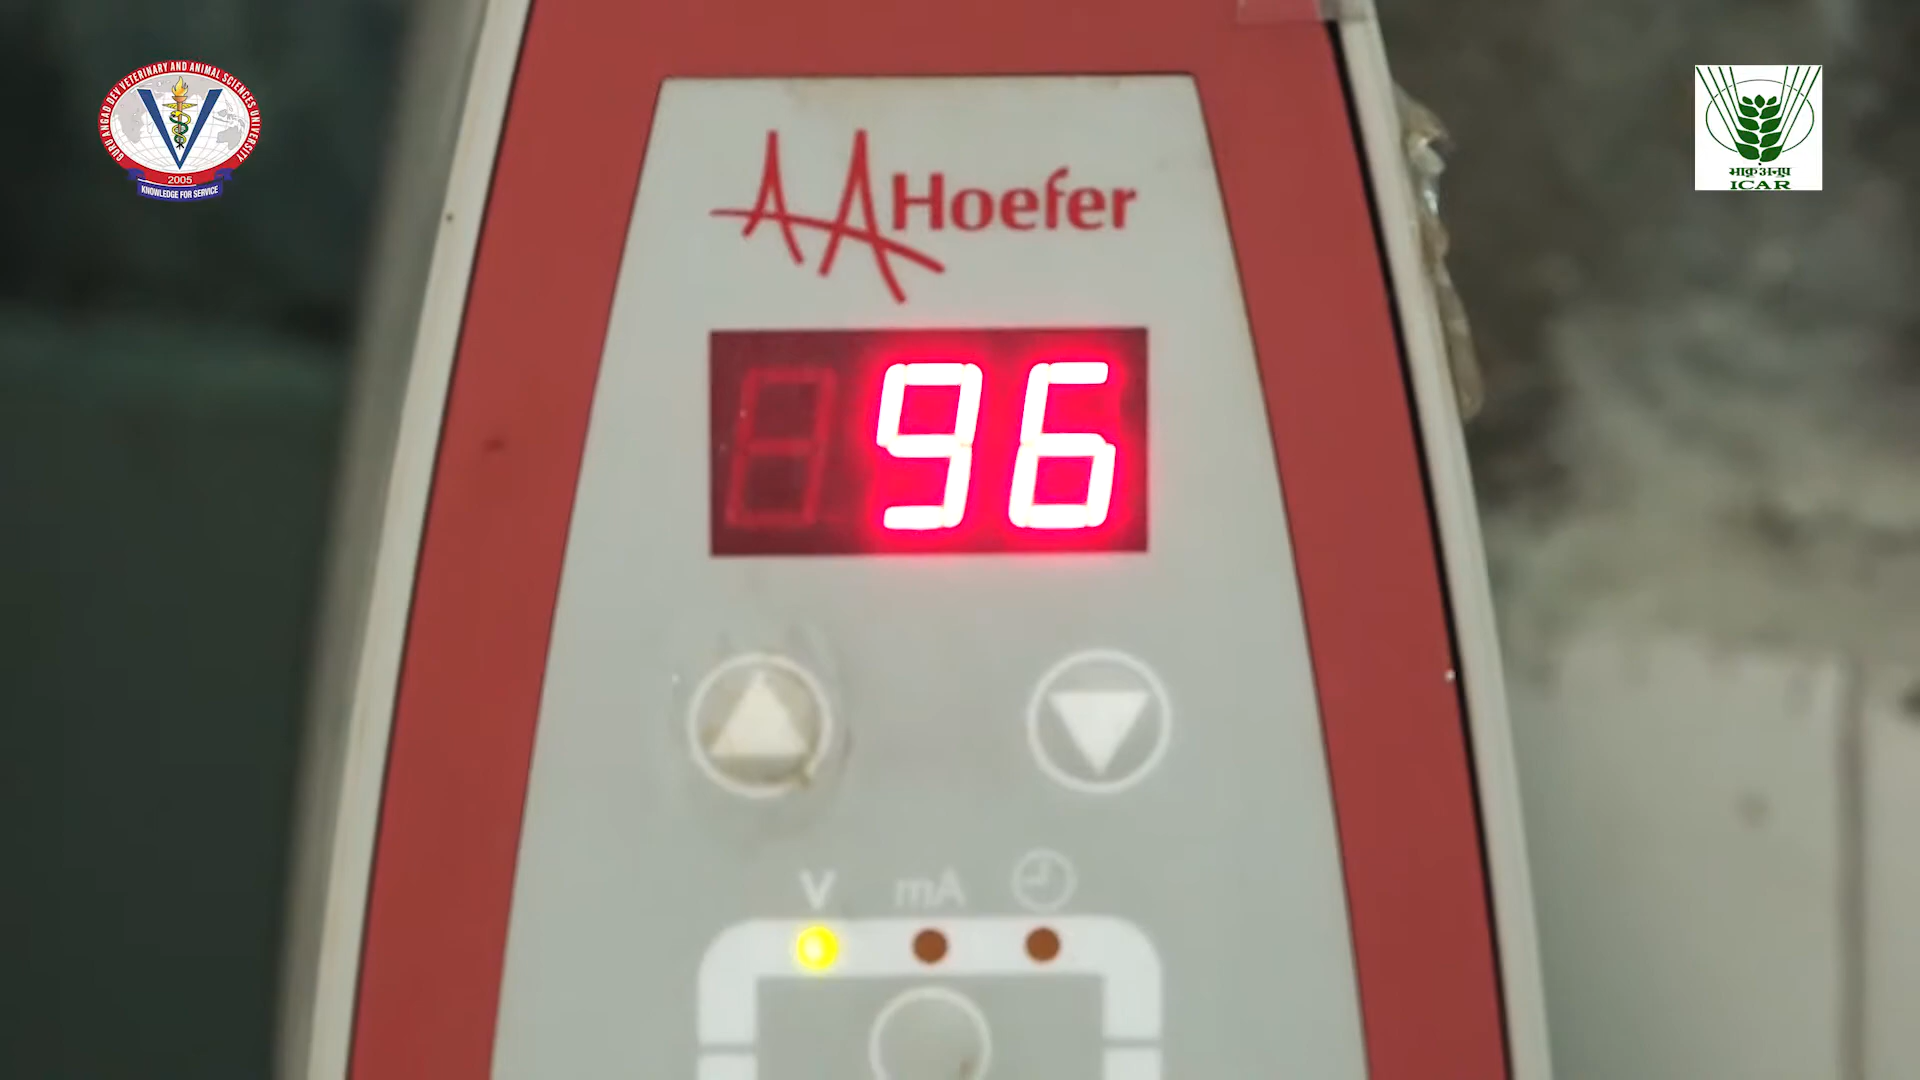 GURU ANGAD DEV VETERINARY AND ANIMAL SCIENCES UNIVERSITY
V
2005
KNOWLEDGE FOR SERVICE
भाकृअनुप
ICAR
Hoefer
96
V mA